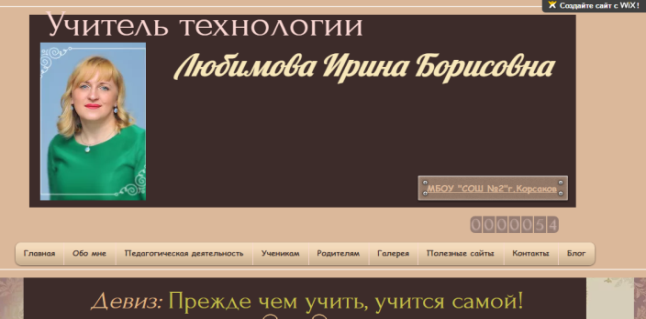 Создайте сайт с WiX!
Учитель технологии
Любимова Ирина Борисовна
МБОУ "СОШ №2"г.Корсаков
0000054
Главная
Обо мне
Педагогическая деятельность
Ученикам
Родителям
Галерея
Полезные сайты
Контакты
Блог
Девиз: Прежде чем учить, учится самой!